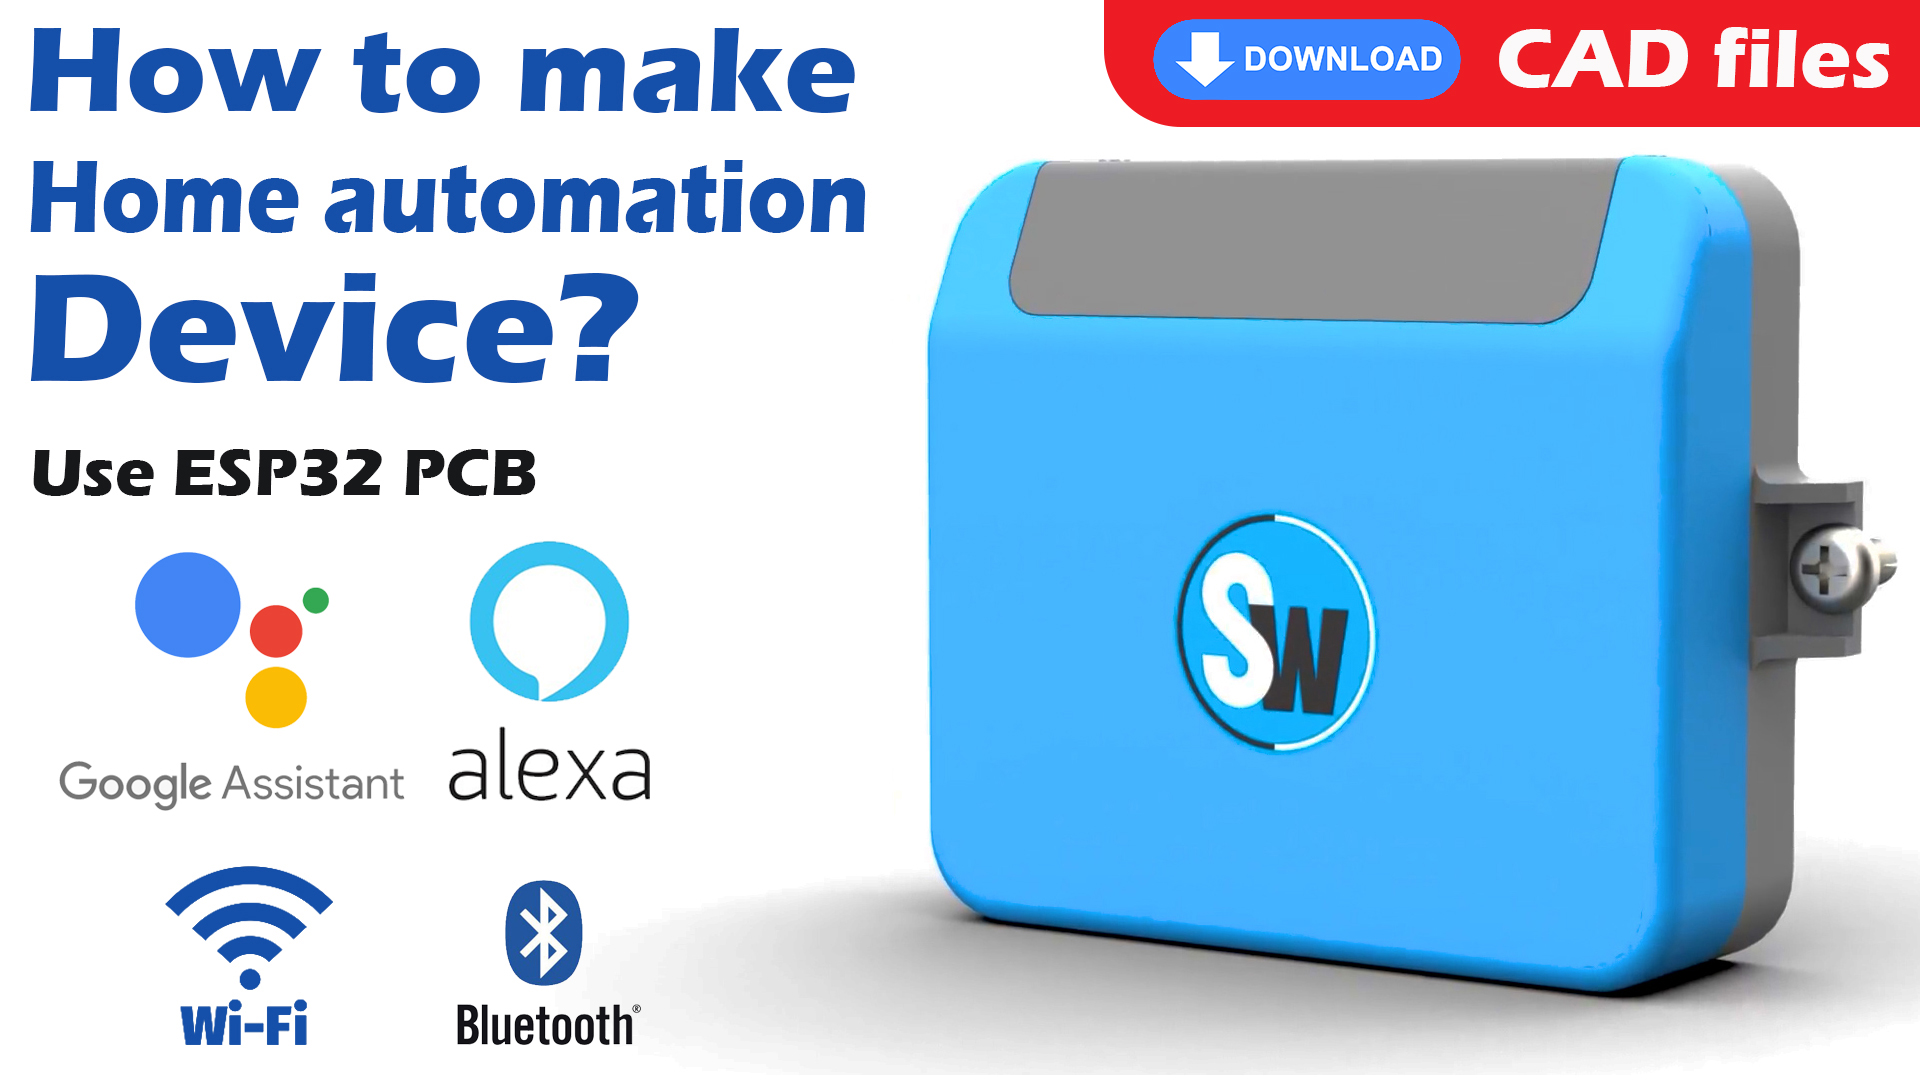 How to make
Home automation
Device?
Use ESP32 PCB
Google Assistant
alexa
Wi-Fi
Bluetooth®
DOWNLOAD CAD files
SW